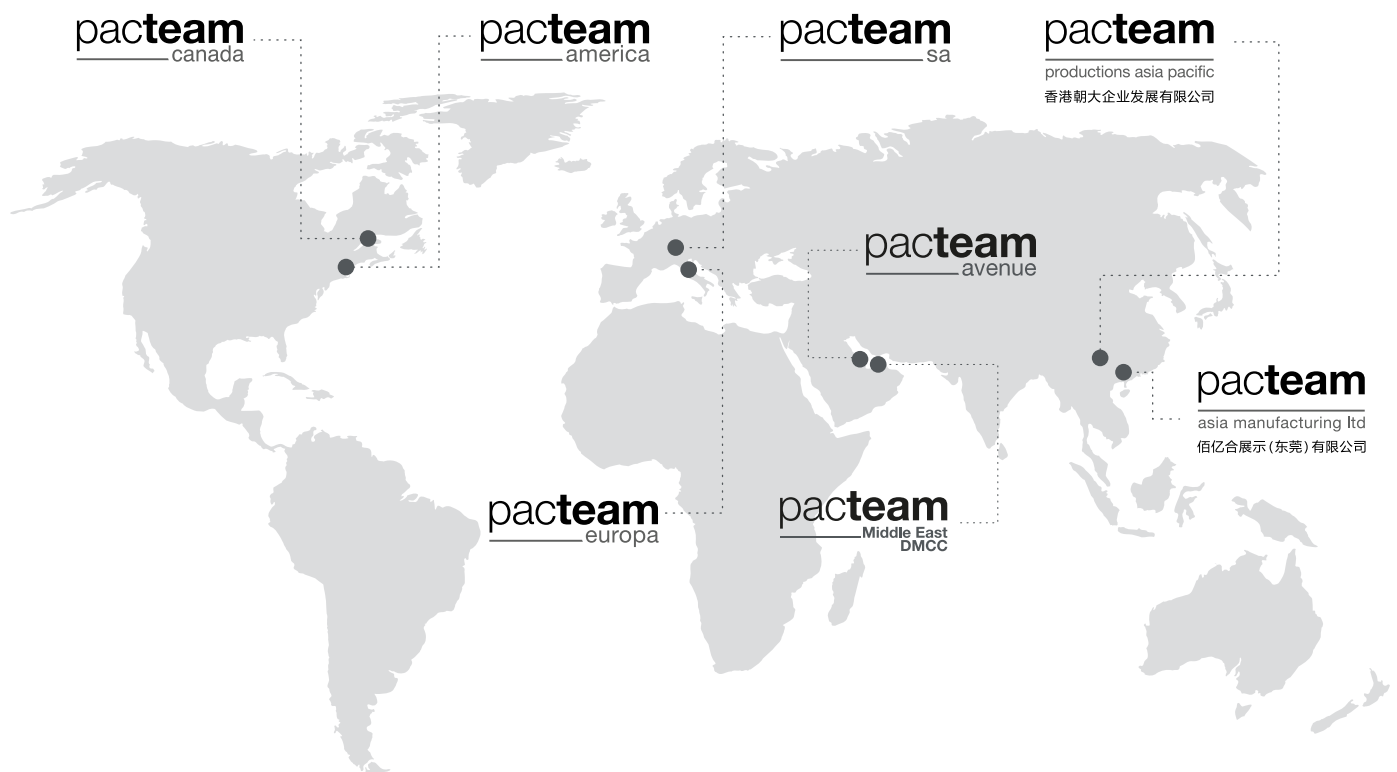 pacteam
canada
pacteam
america
pacteam
sa
pacteam
productions asia pacific
香港朝大企业发展有限公司
pacteam
avenue
pacteam
asia manufacturing ltd
佰亿合展示(东莞)有限公司
pacteam
europa
pacteam
Middle East
DMCC